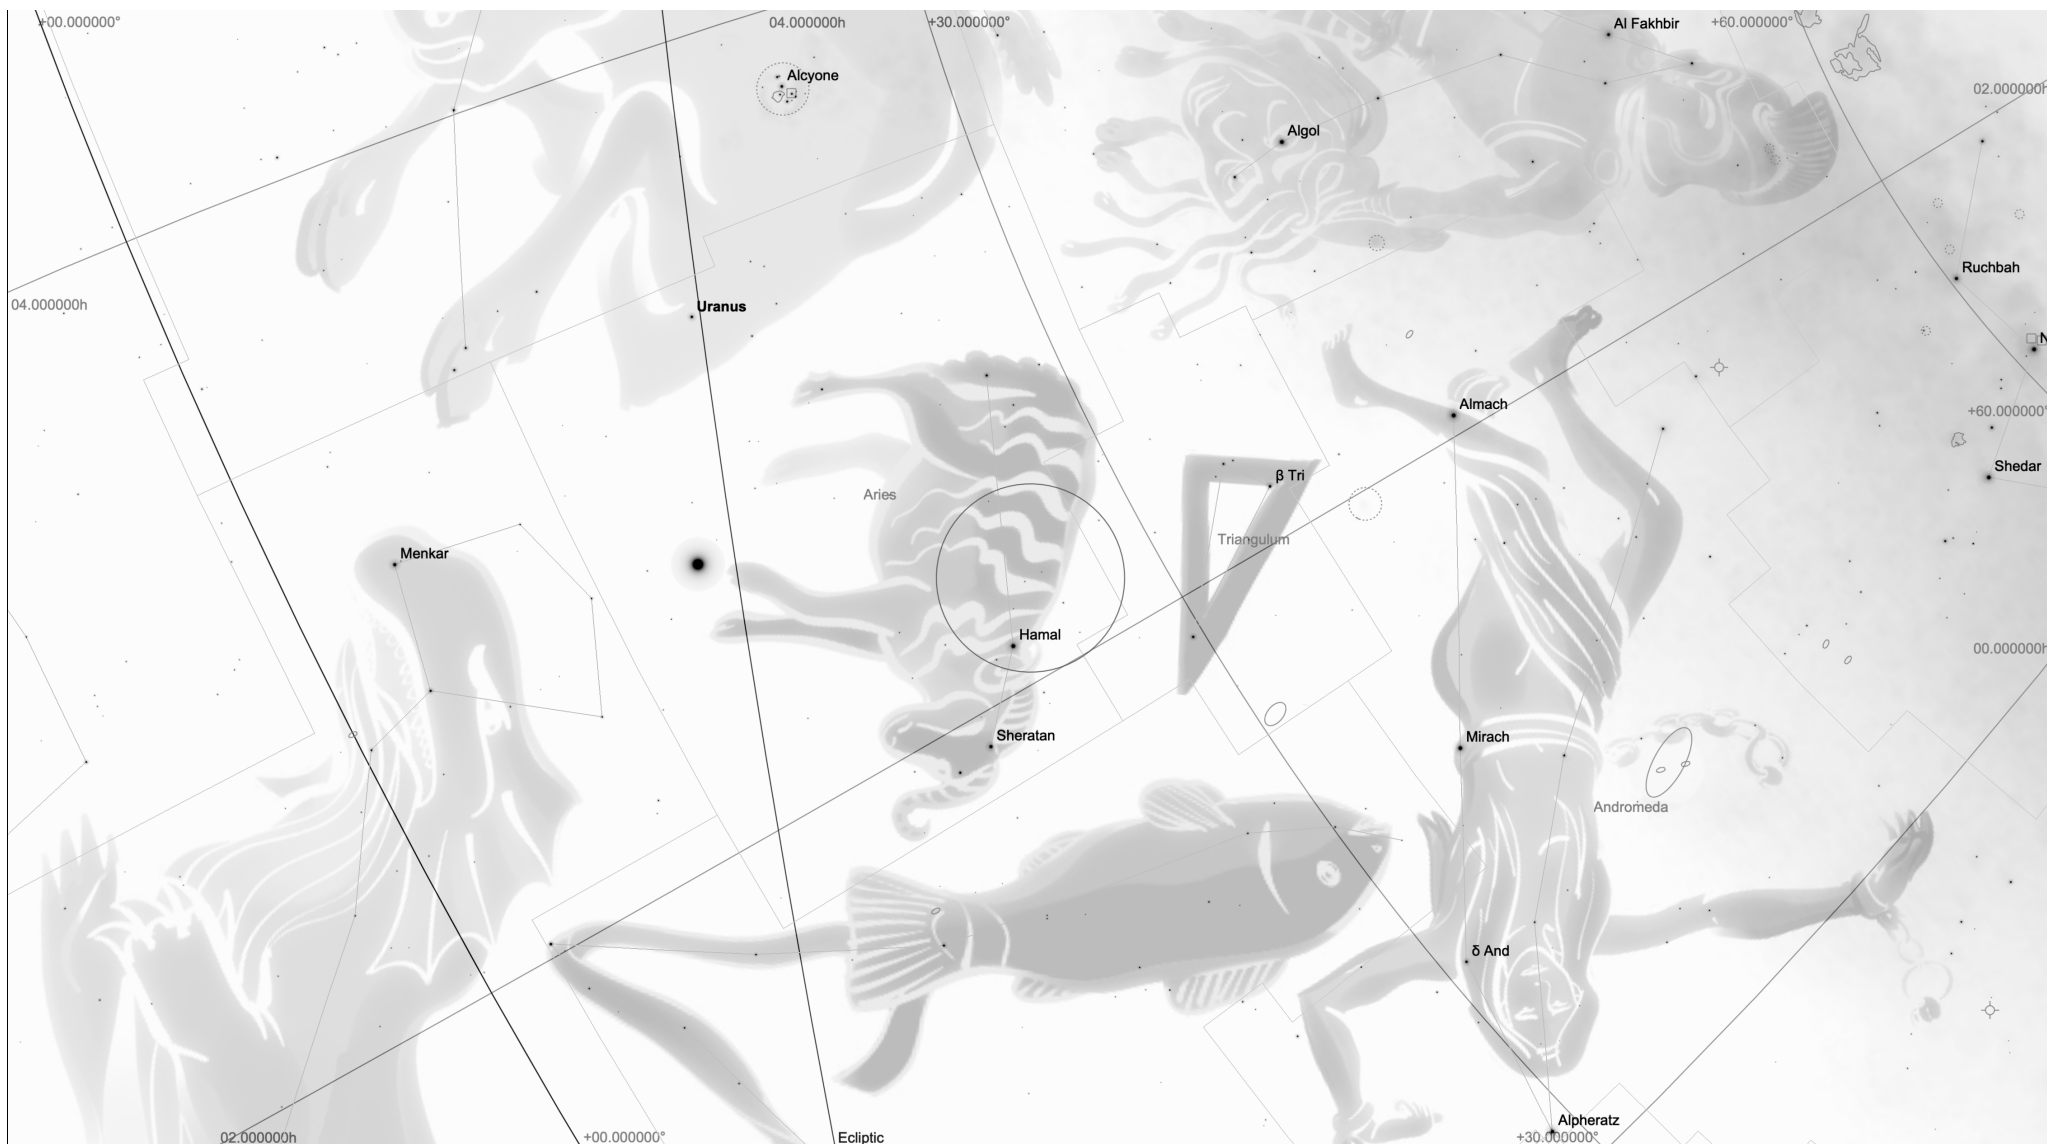 +00.000000°
04.000000h
+30.000000°
Al Fakhbir
+60.000000°
Alcyone
02.000000h
Algol
Ruchbah
04.000000h
Uranus
N
Almach
+60.000000°
β Tri
Shedar
Aries
Triangulum
Menkar
Hamal
00.000000h
Sheratan
Mirach
Andromeda
δ And
Alpheratz
02.000000h
+00.000000°
Ecliptic
+30.000000°